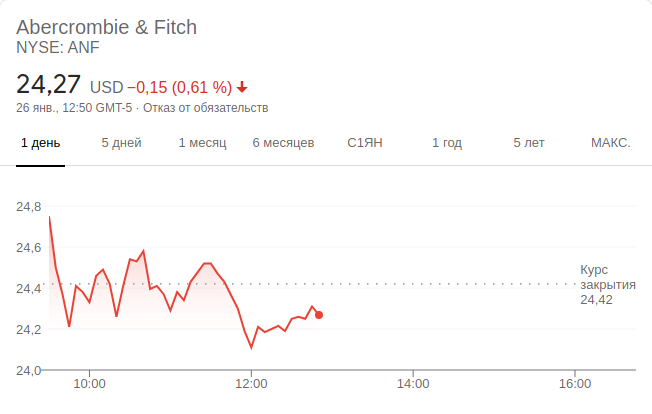 Abercrombie & Fitch
NYSE: ANF
24,27 USD −0,15 (0,61 %)
26 янв., 12:50 GMT-5 · Отказ от обязательств
1 день 5 дней 1 месяц 6 месяцев С1ЯН 1 год 5 лет МАКС.
24,8
24,6
24,4
24,2
24,0
Курс
закрытия
24,42
10:00 12:00 14:00 16:00